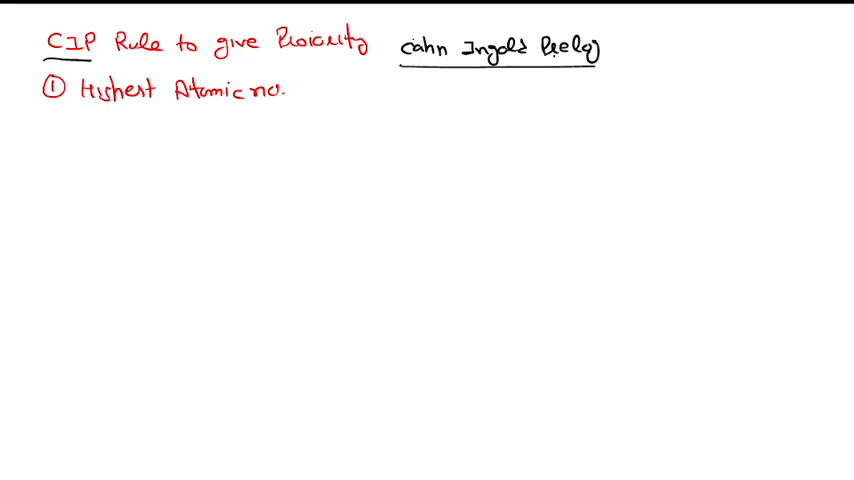 CIP Rule to give Priority Cahn Ingold Prelog
① Highest Atomic no.